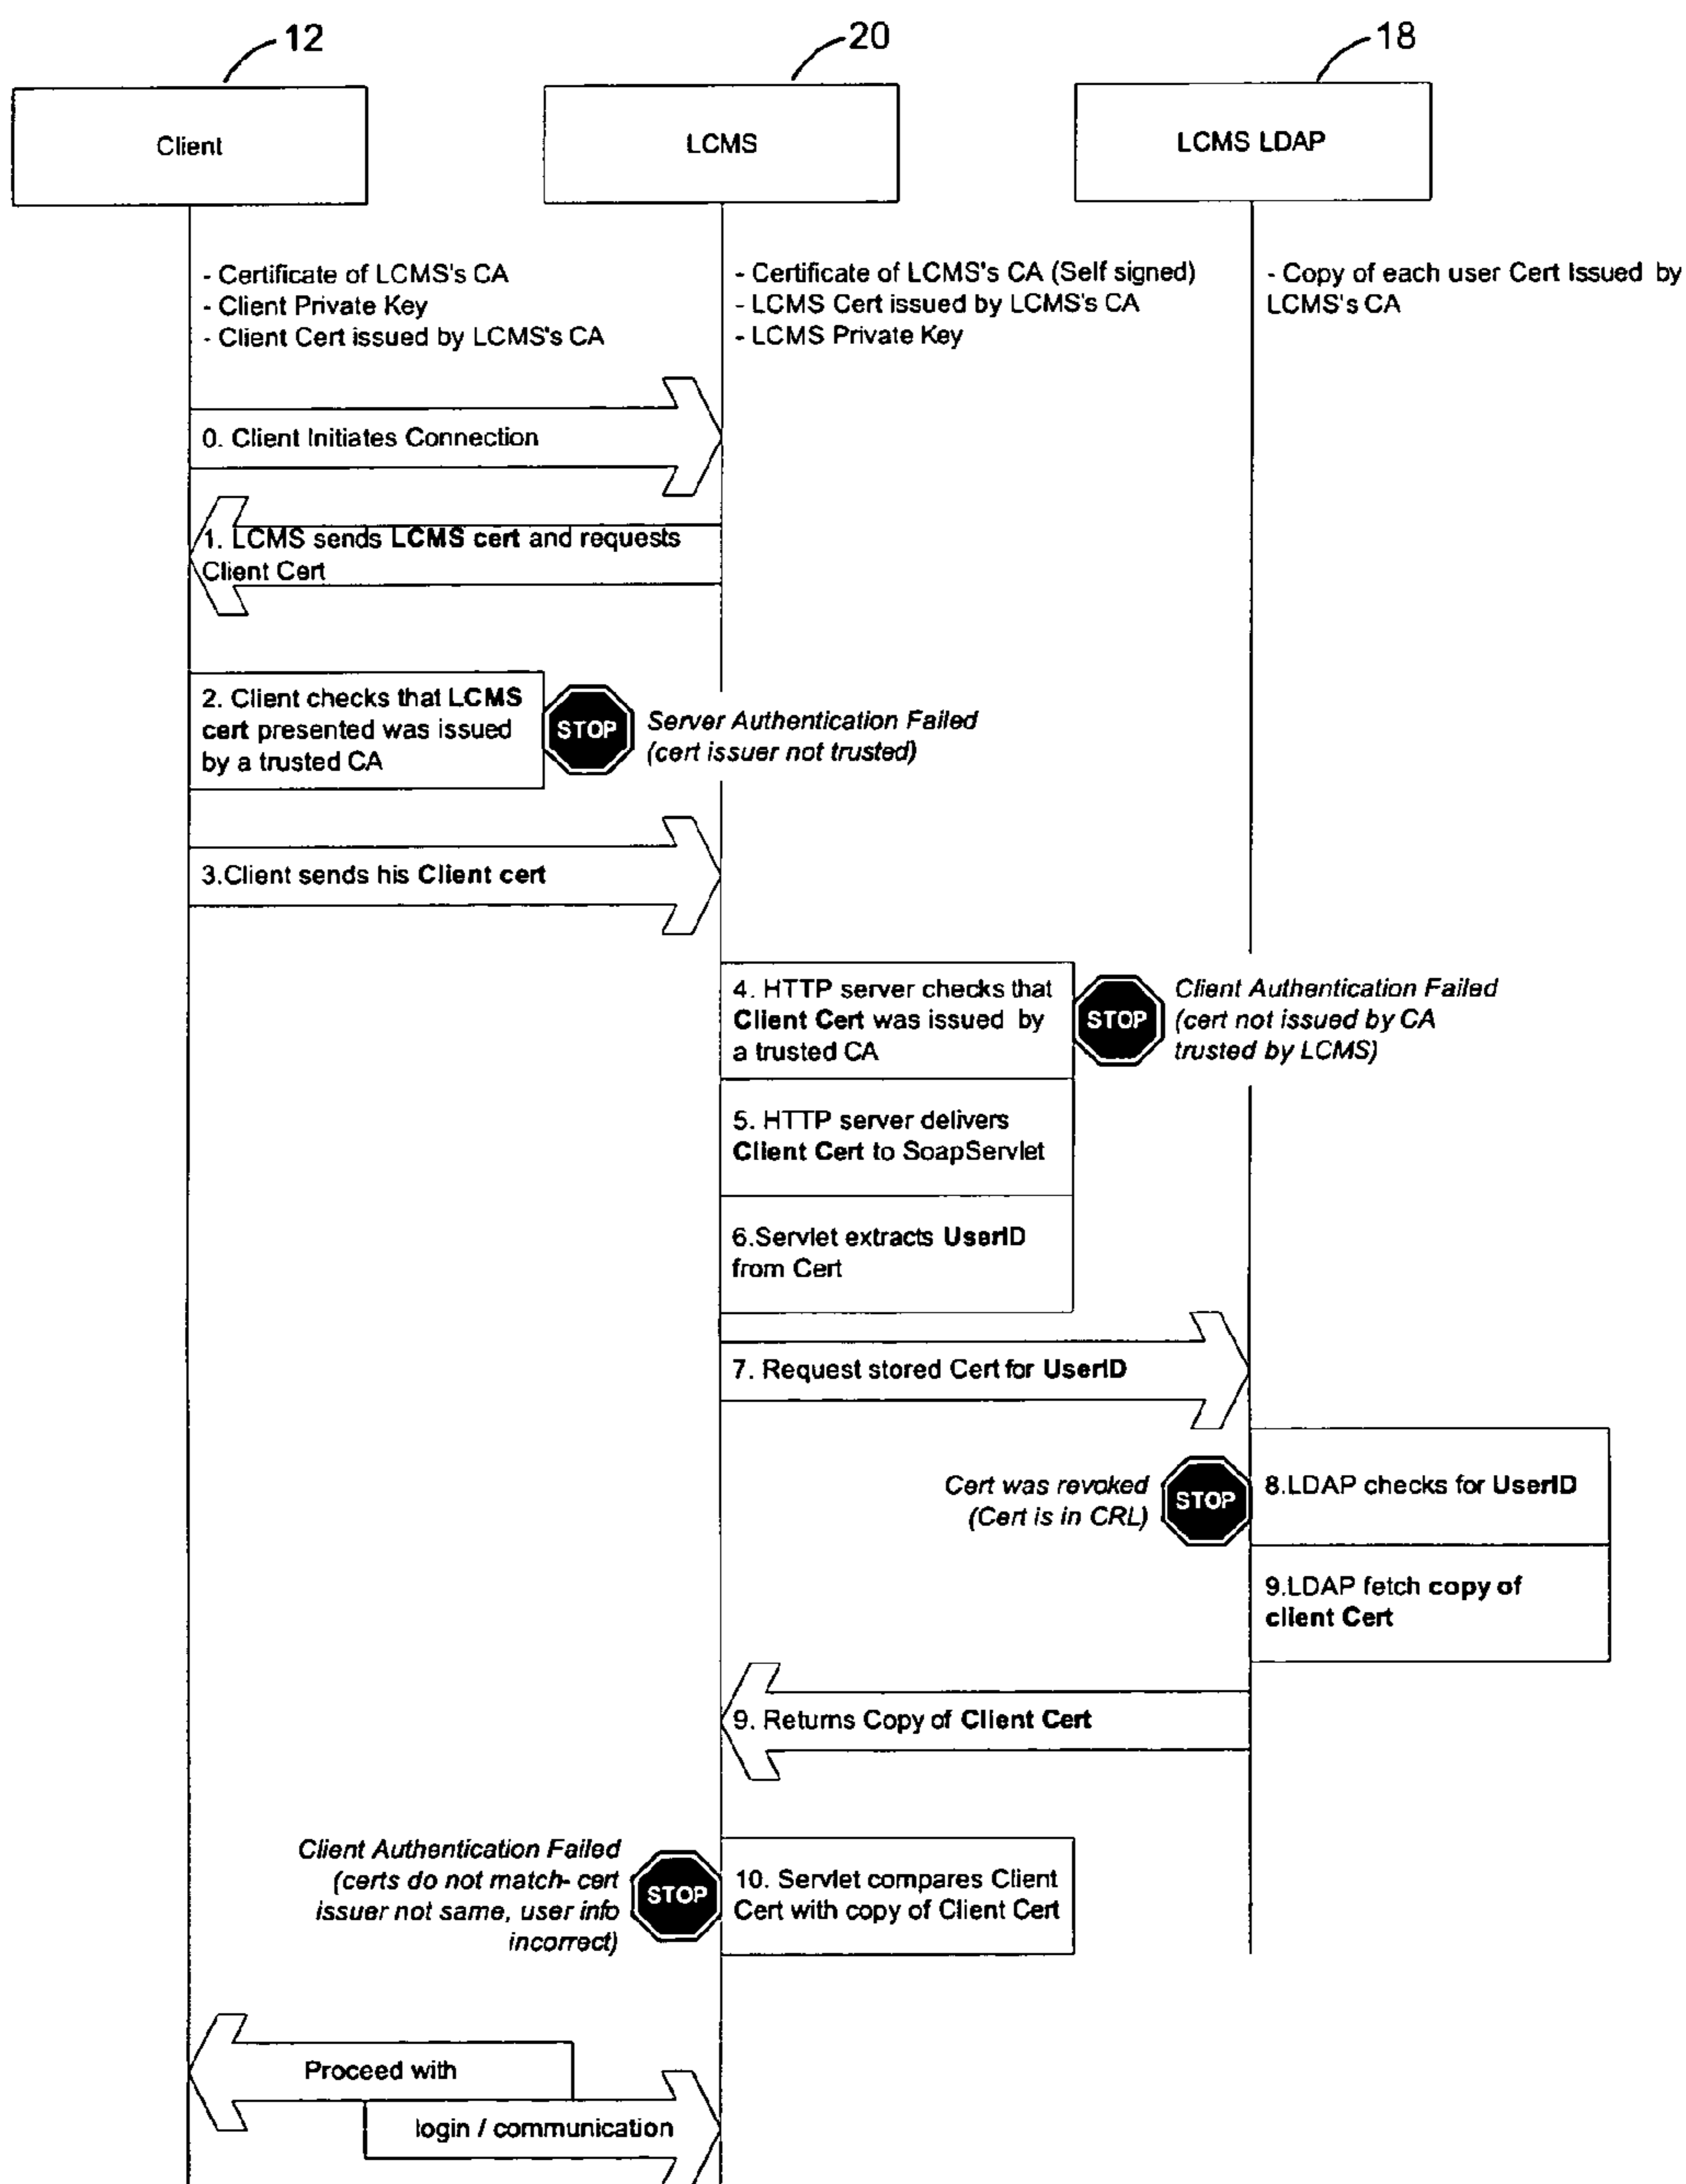 12
20
18
Client
LCMS
LCMS LDAP
- Certificate of LCMS's CA
- Client Private Key
- Client Cert issued by LCMS's CA
- Certificate of LCMS's CA (Self signed)
- LCMS Cert issued by LCMS's CA
- LCMS Private Key
- Copy of each user Cert Issued by
LCMS's CA
0. Client Initiates Connection
1. LCMS sends LCMS cert and requests
Client Cert
2. Client checks that LCMS
cert presented was issued
by a trusted CA
STOP
Server Authentication Failed
(cert issuer not trusted)
3.Client sends his Client cert
4. HTTP server checks that
Client Cert was issued by
a trusted CA
STOP
Client Authentication Failed
(cert not issued by CA
trusted by LCMS)
5. HTTP server delivers
Client Cert to SoapServlet
6.Servlet extracts UserID
from Cert
7. Request stored Cert for UserID
Cert was revoked
(Cert is in CRL)
STOP
8.LDAP checks for UserID
9.LDAP fetch copy of
client Cert
9. Returns Copy of Client Cert
Client Authentication Failed
(certs do not match- cert
issuer not same, user info
incorrect)
STOP
10. Servlet compares Client
Cert with copy of Client Cert
Proceed with
login / communication